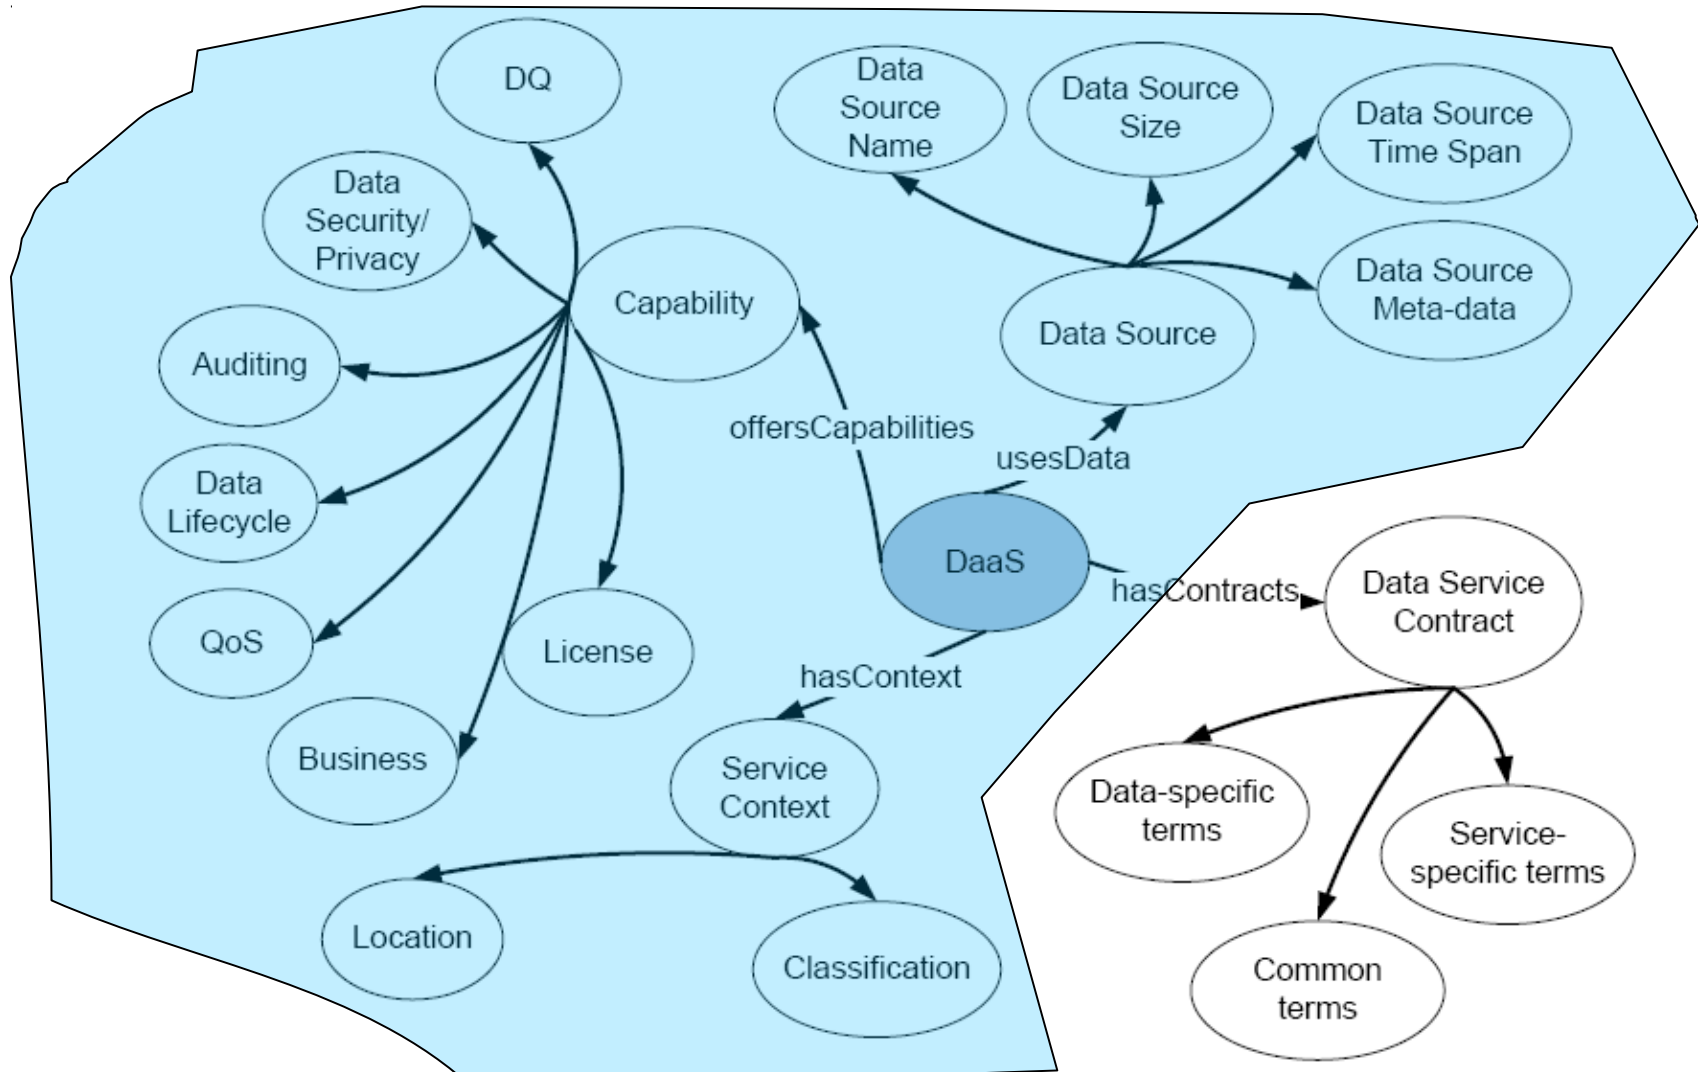 DQ
Data
Source
Name
Data Source
Size
Data Source
Time Span
Data
Security/
Privacy
Capability
Data Source
Data Source
Meta-data
Auditing
offersCapabilities
usesData
Data
Lifecycle
DaaS
hasContracts
Data Service
Contract
QoS
License
hasContext
Business
Service
Context
Data-specific
terms
Service-
specific terms
Location
Classification
Common
terms